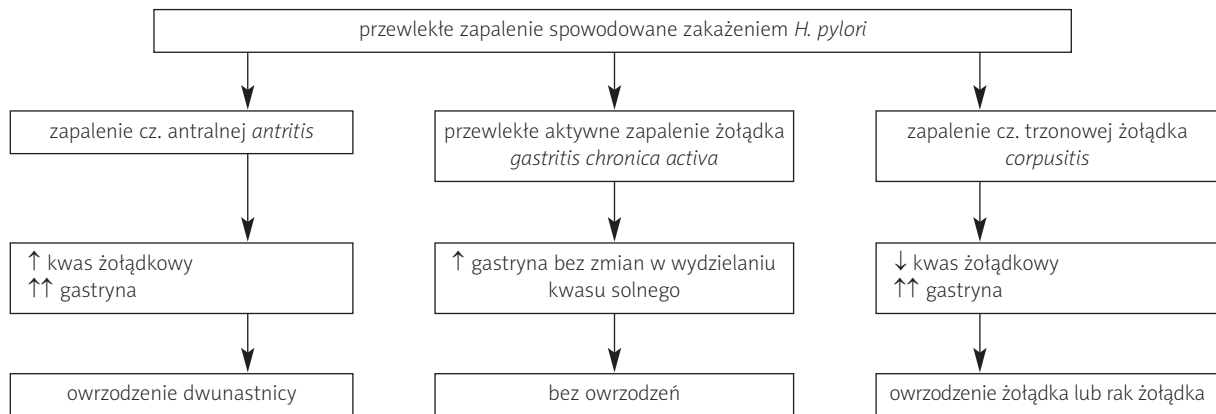 przewlekłe zapalenie spowodowane zakażeniem H. pylori
zapalenie cz. antralnej antritis
przewlekłe aktywne zapalenie żołądka
gastritis chronica activa
zapalenie cz. trzonowej żołądka
corpusitis
↑ kwas żołądkowy
↑↑ gastryna
↑ gastryna bez zmian w wydzielaniu
kwasu solnego
↓ kwas żołądkowy
↑↑ gastryna
owrzodzenie dwunastnicy
bez owrzodzeń
owrzodzenie żołądka lub rak żołądka